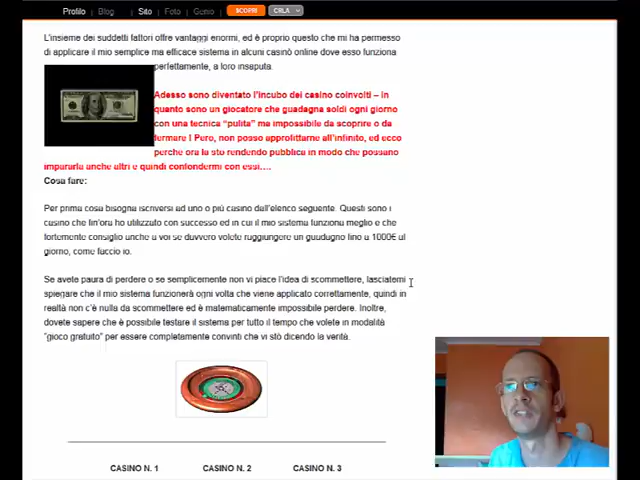 Profilo Blog Sito Foto Genio SCOPRI CRLA
L'insieme dei suddetti fattori offre vantaggi enormi, ed è proprio questo che mi ha permesso
di applicare il mio semplice ma efficace sistema in alcuni casinò online dove esso funziona
perfettamente, a loro insaputa.
Adesso sono diventato l'incubo dei casino coinvolti – in
quanto sono un giocatore che guadagna soldi ogni giorno
con una tecnica "pulita" ma impossibile da scoprire o da
fermare ! Pero, non posso approfittarne all'infinito, ed ecco
perche ora la sto rendendo pubblica in modo che possano
impararla anche altri e quindi confondermi con essi….
Cosa fare:
Per prima cosa bisogna iscriversi ad uno o più casino dall'elenco seguente. Questi sono i
casino che fin'ora ho utilizzato con successo ed in cui il mio sistema funziona meglio e che
fortemente consiglio anche a voi se davvero volete raggiungere un guadagno fino a 1000€ al
giorno, come faccio io.
Se avete paura di perdere o se semplicemente non vi piace l'idea di scommettere, lasciatemi
spiegare che il mio sistema funzionerà ogni volta che viene applicato correttamente, quindi in
realtà non c'è nulla da scommettere ed è matematicamente impossibile perdere. Inoltre,
dovete sapere che è possibile testare il sistema per tutto il tempo che volete in modalità
"gioco gratuito" per essere completamente convinti che vi stò dicendo la verità.
CASINO N. 1 CASINO N. 2 CASINO N. 3